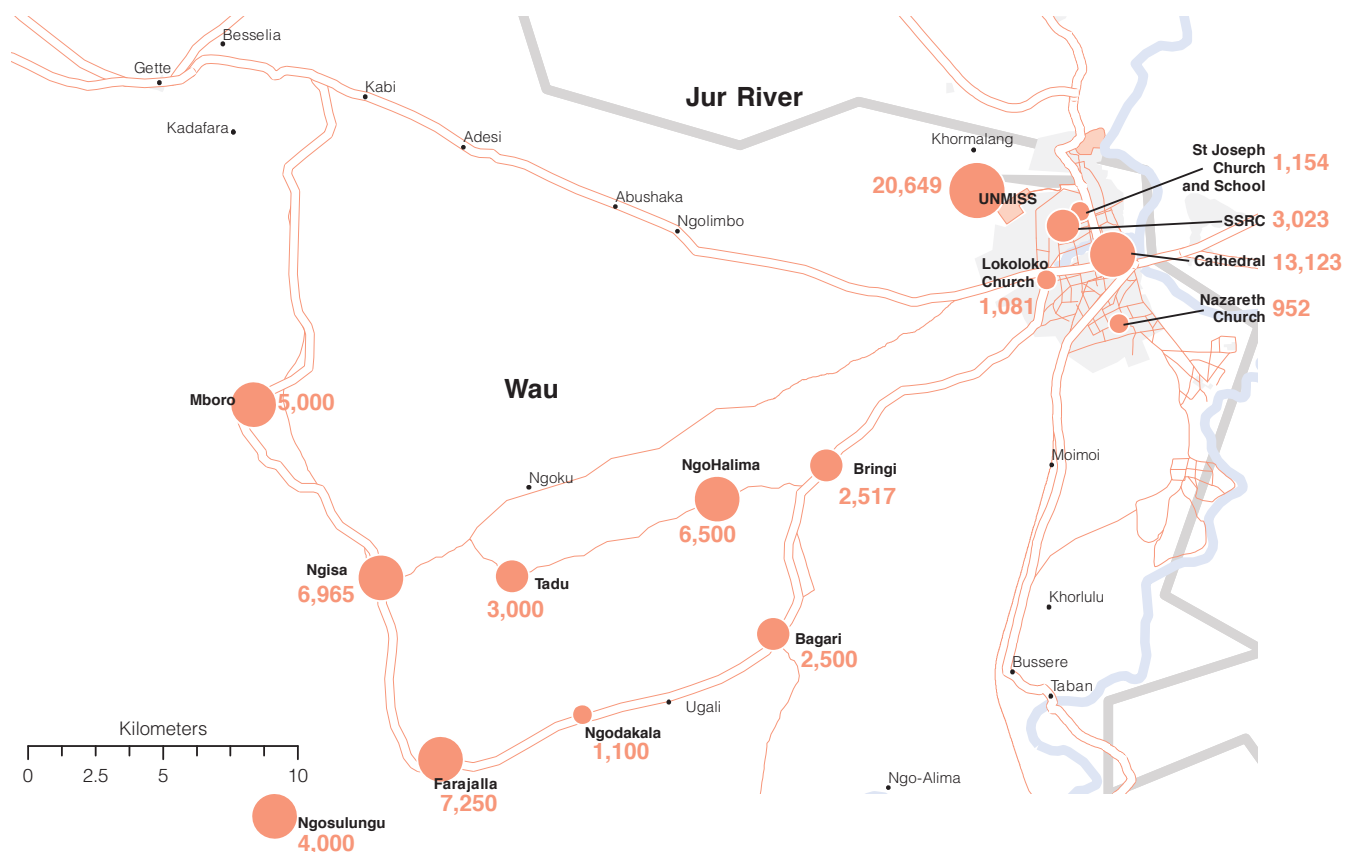 Besselia
Gette
Kabi
Kadafara
Adesi
Abushaka
Ngolimbo
Jur River
Khormalang
20,649
UNMISS
St Joseph
Church
and School
1,154
SSRC
3,023
Cathedral
13,123
Lokoloko
Church
1,081
Nazareth
Church
952
Wau
Mboro
5,000
Ngoku
NgoHalima
6,500
Bringi
2,517
Moimoi
Ngisa
6,965
Tadu
3,000
Khorlulu
Bagari
2,500
Bussere
Taban
Ugali
Ngodakala
1,100
Kilometers
0 2.5 5 10
Farajalla
7,250
Ngo-Alima
Ngosulungu
4,000